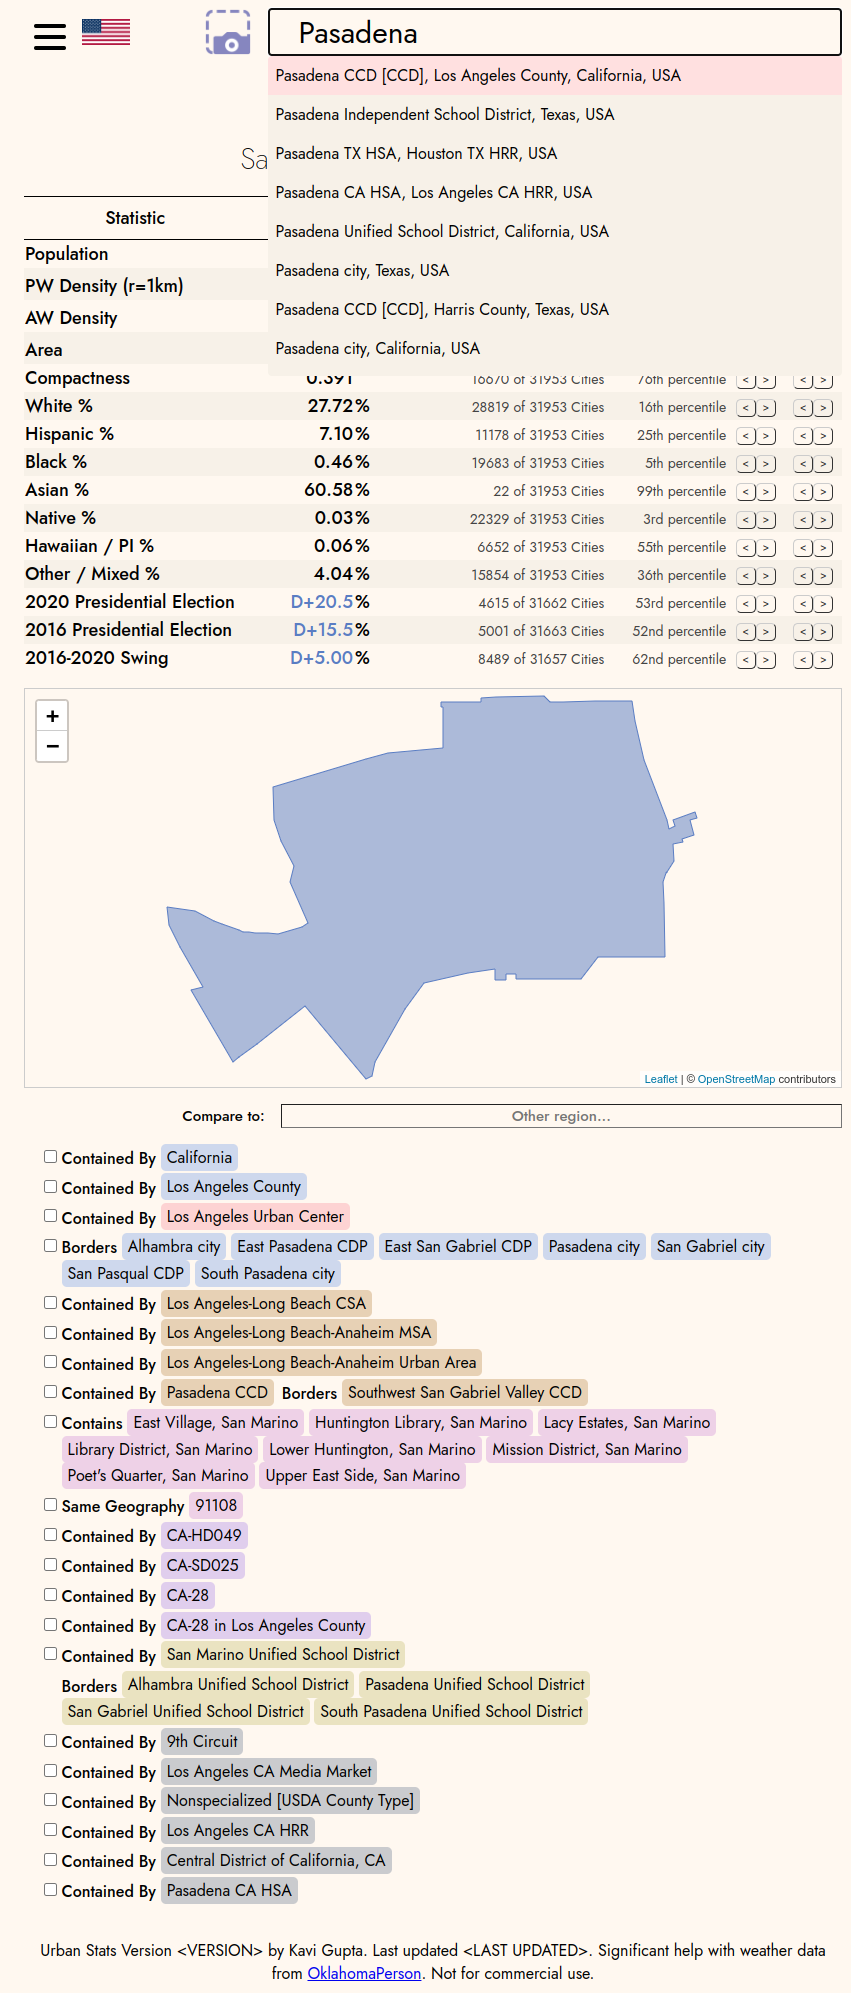 Pasadena
Pasadena CCD [CCD], Los Angeles County, California, USA
Pasadena Independent School District, Texas, USA
Pasadena TX HSA, Houston TX HRR, USA
Sa
Pasadena CA HSA, Los Angeles CA HRR, USA
Statistic
Pasadena Unified School District, California, USA
Population
Pasadena city, Texas, USA
PW Density (r=1km)
Pasadena CCD [CCD], Harris County, Texas, USA
AW Density
Pasadena city, California, USA
Area
Compactness 0.391 16670 of 31953 Cities 76th percentile < > < >
White % 27.72% 28819 of 31953 Cities 16th percentile < > < >
Hispanic % 7.10% 11178 of 31953 Cities 25th percentile < > < >
Black % 0.46% 19683 of 31953 Cities 5th percentile < > < >
Asian % 60.58% 22 of 31953 Cities 99th percentile < > < >
Native % 0.03% 22329 of 31953 Cities 3rd percentile < > < >
Hawaiian / PI % 0.06% 6652 of 31953 Cities 55th percentile < > < >
Other / Mixed % 4.04% 15854 of 31953 Cities 36th percentile < > < >
2020 Presidential Election D+20.5% 4615 of 31662 Cities 53rd percentile < > < >
2016 Presidential Election D+15.5% 5001 of 31663 Cities 52nd percentile < > < >
2016-2020 Swing D+5.00% 8489 of 31657 Cities 62nd percentile < > < >
+
−
Leaflet | © OpenStreetMap contributors
Compare to: Other region...
Contained By California
Contained By Los Angeles County
Contained By Los Angeles Urban Center
Borders Alhambra city East Pasadena CDP East San Gabriel CDP Pasadena city San Gabriel city
San Pasqual CDP South Pasadena city
Contained By Los Angeles-Long Beach CSA
Contained By Los Angeles-Long Beach-Anaheim MSA
Contained By Los Angeles-Long Beach-Anaheim Urban Area
Contained By Pasadena CCD Borders Southwest San Gabriel Valley CCD
Contains East Village, San Marino Huntington Library, San Marino Lacy Estates, San Marino
Library District, San Marino Lower Huntington, San Marino Mission District, San Marino
Poet's Quarter, San Marino Upper East Side, San Marino
Same Geography 91108
Contained By CA-HD049
Contained By CA-SD025
Contained By CA-28
Contained By CA-28 in Los Angeles County
Contained By San Marino Unified School District
Borders Alhambra Unified School District Pasadena Unified School District
San Gabriel Unified School District South Pasadena Unified School District
Contained By 9th Circuit
Contained By Los Angeles CA Media Market
Contained By Nonspecialized [USDA County Type]
Contained By Los Angeles CA HRR
Contained By Central District of California, CA
Contained By Pasadena CA HSA
Urban Stats Version <VERSION> by Kavi Gupta. Last updated <LAST UPDATED>. Significant help with weather data
from OklahomaPerson. Not for commercial use.